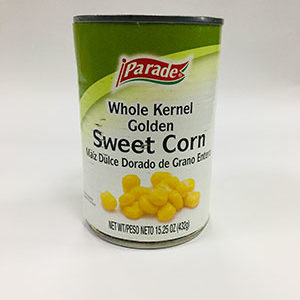 Parade
Whole Kernel
Golden
Sweet Corn
Maíz Dulce Dorado de Grano Entero
NET WT/PESO NETO 15.25 OZ (432g)